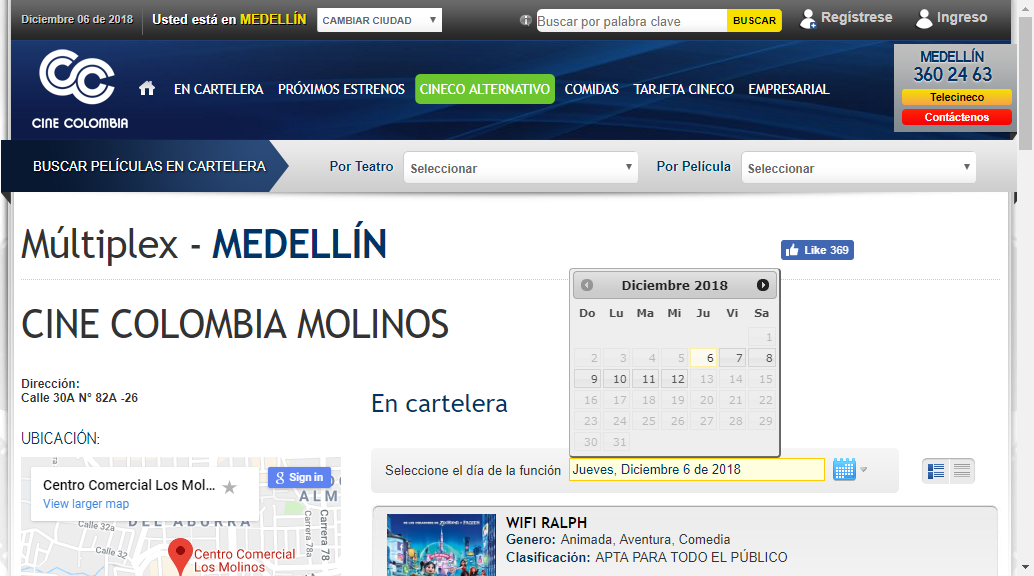 Diciembre 06 de 2018
Usted está en MEDELLÍN
CAMBIAR CIUDAD
Buscar por palabra clave
BUSCAR
Regístrese
Ingreso
CINE COLOMBIA
EN CARTELERA
PRÓXIMOS ESTRENOS
CINECO ALTERNATIVO
COMIDAS
TARJETA CINECO
EMPRESARIAL
MEDELLÍN
360 24 63
Telecineco
Contáctenos
BUSCAR PELÍCULAS EN CARTELERA
Por Teatro
Seleccionar
Por Película
Seleccionar
Múltiplex - MEDELLÍN
Like 369
CINE COLOMBIA MOLINOS
Diciembre 2018
Do Lu Ma Mi Ju Vi Sa
1
2 3 4 5 6 7 8
9 10 11 12 13 14 15
16 17 18 19 20 21 22
23 24 25 26 27 28 29
30 31
Dirección:
Calle 30A N° 82A -26
En cartelera
UBICACIÓN:
Seleccione el día de la función
Jueves, Diciembre 6 de 2018
Centro Comercial Los Mol...
View larger map
Sign in
ALM
DEL ABURRA
Calle 32a
Calle 32
Carrera 78a
Carrera 78
Centro Comercial
Los Molinos
WIFI RALPH
Genero: Animada, Aventura, Comedia
Clasificación: APTA PARA TODO EL PÚBLICO